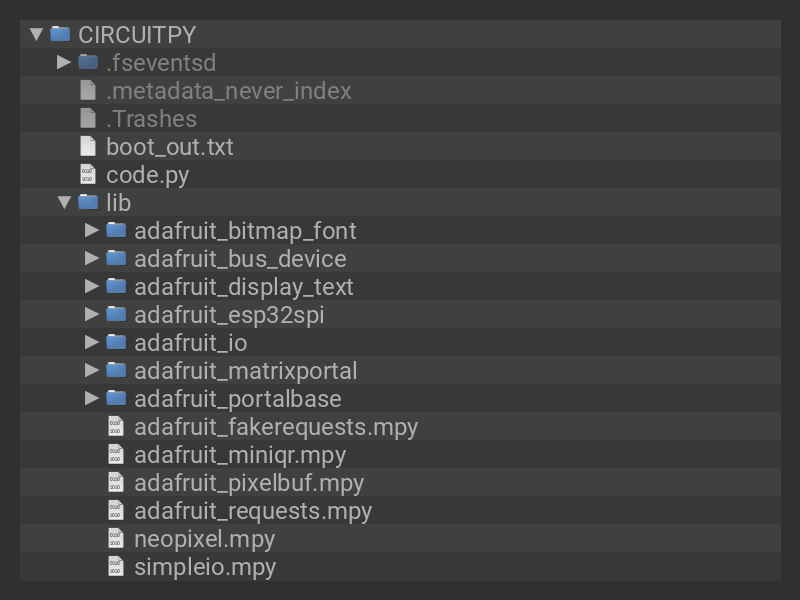 CIRCUITPY
.fseventsd
.metadata_never_index
.Trashes
boot_out.txt
code.py
lib
adafruit_bitmap_font
adafruit_bus_device
adafruit_display_text
adafruit_esp32spi
adafruit_io
adafruit_matrixportal
adafruit_portalbase
adafruit_fakerequests.mpy
adafruit_miniqr.mpy
adafruit_pixelbuf.mpy
adafruit_requests.mpy
neopixel.mpy
simpleio.mpy